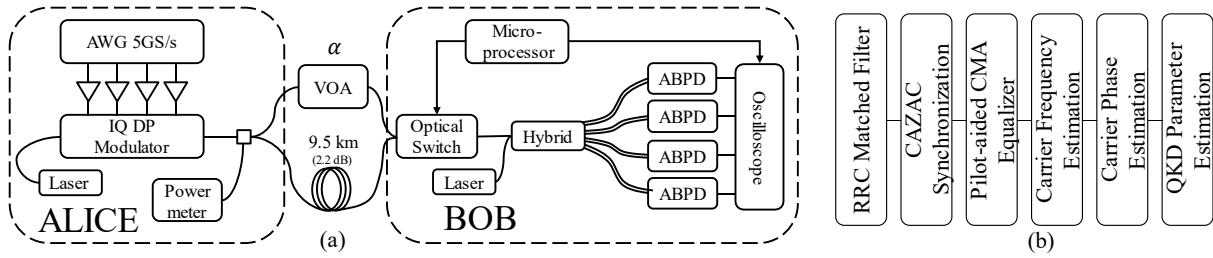 AWG 5GS/s
IQ DP
Modulator
Laser
Power
meter
ALICE
α
VOA
9.5 km
(2.2 dB)
(a)
Micro-
processor
Optical
Switch
Laser
Hybrid
ABPD
ABPD
ABPD
ABPD
Oscilloscope
BOB
RRC Matched Filter
CAZAC
Synchronization
Pilot-aided CMA
Equalizer
Carrier Frequency
Estimation
Carrier Phase
Estimation
QKD Parameter
Estimation
(b)